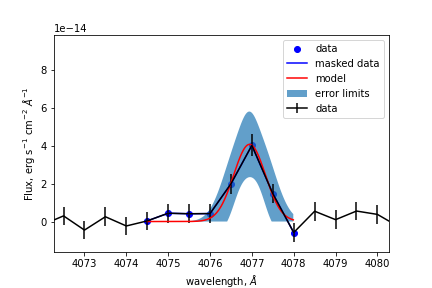 1e−14
data
masked data
model
error limits
data
8
6
4
2
0
Flux, erg s⁻¹ cm⁻² Å⁻¹
4073 4074 4075 4076 4077 4078 4079 4080
wavelength, Å